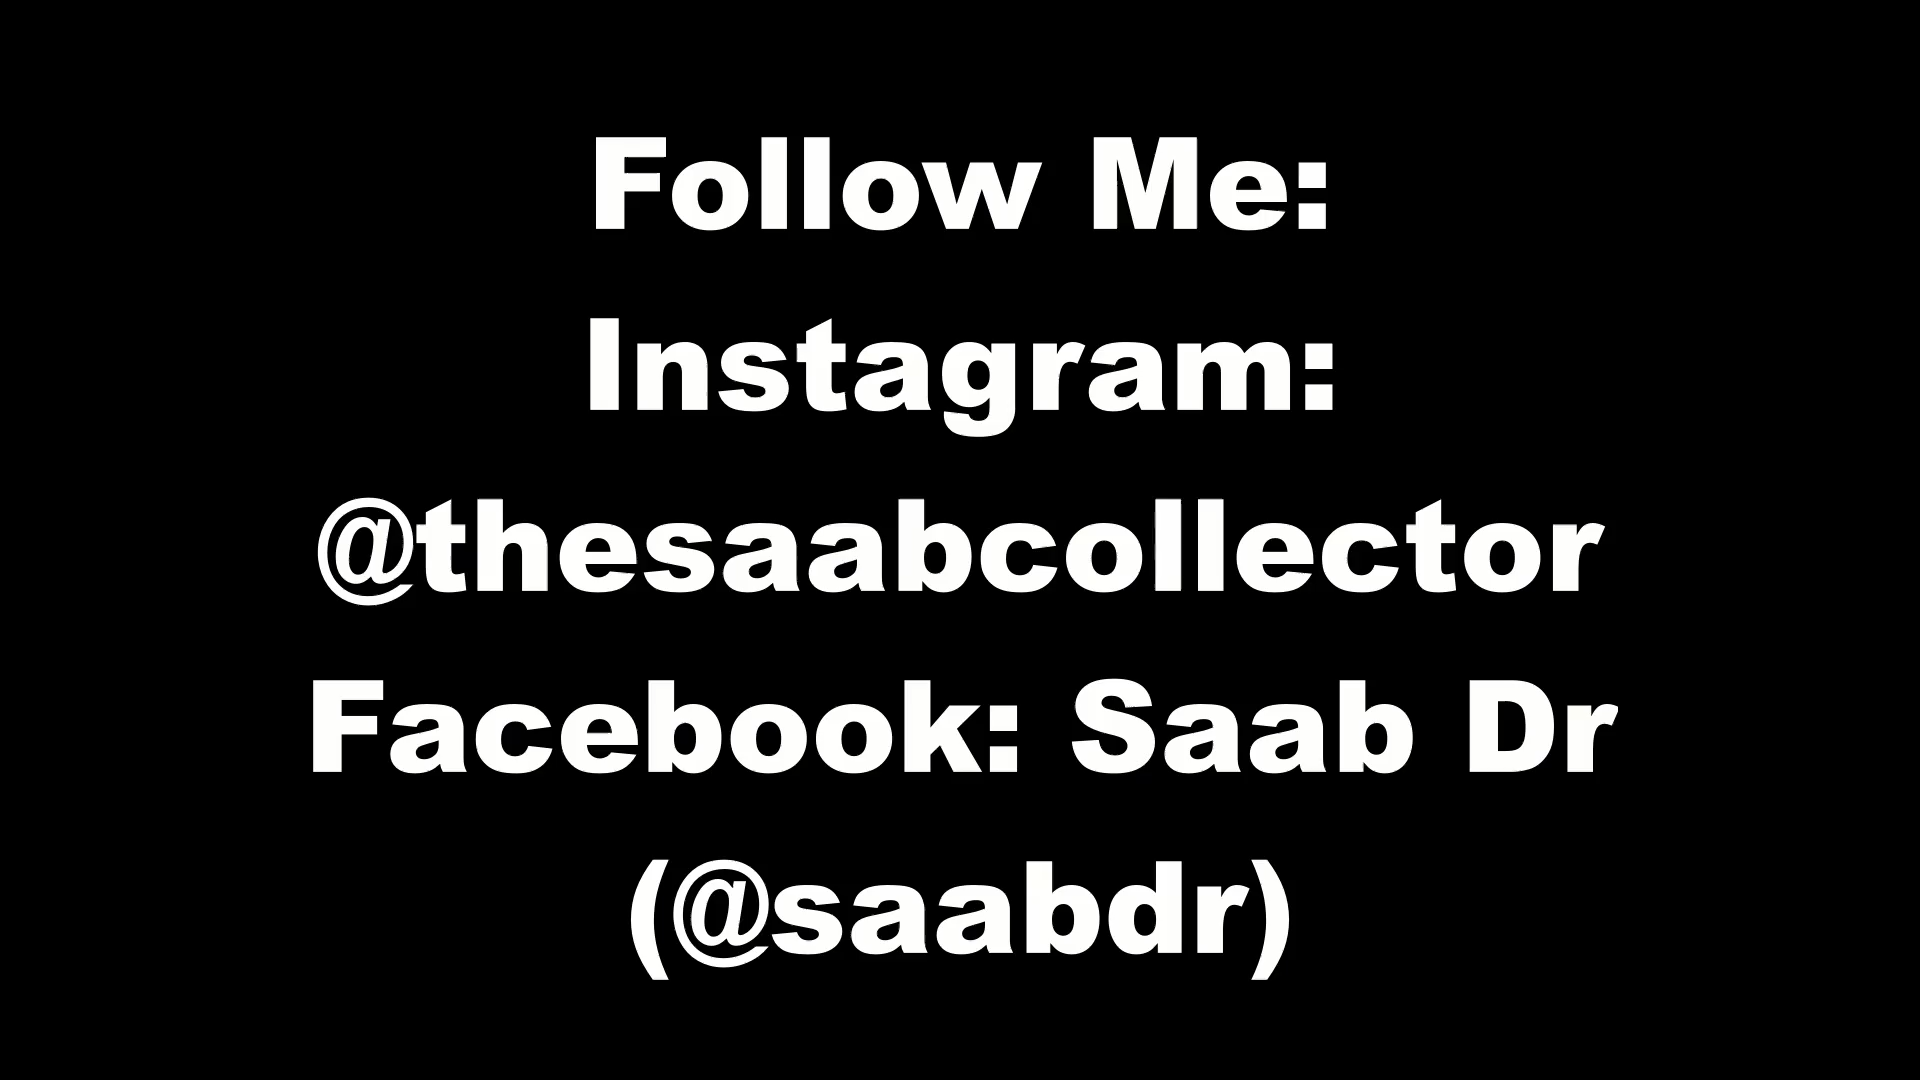 Follow Me:
Instagram:
@thesaabcollector
Facebook: Saab Dr
(@saabdr)